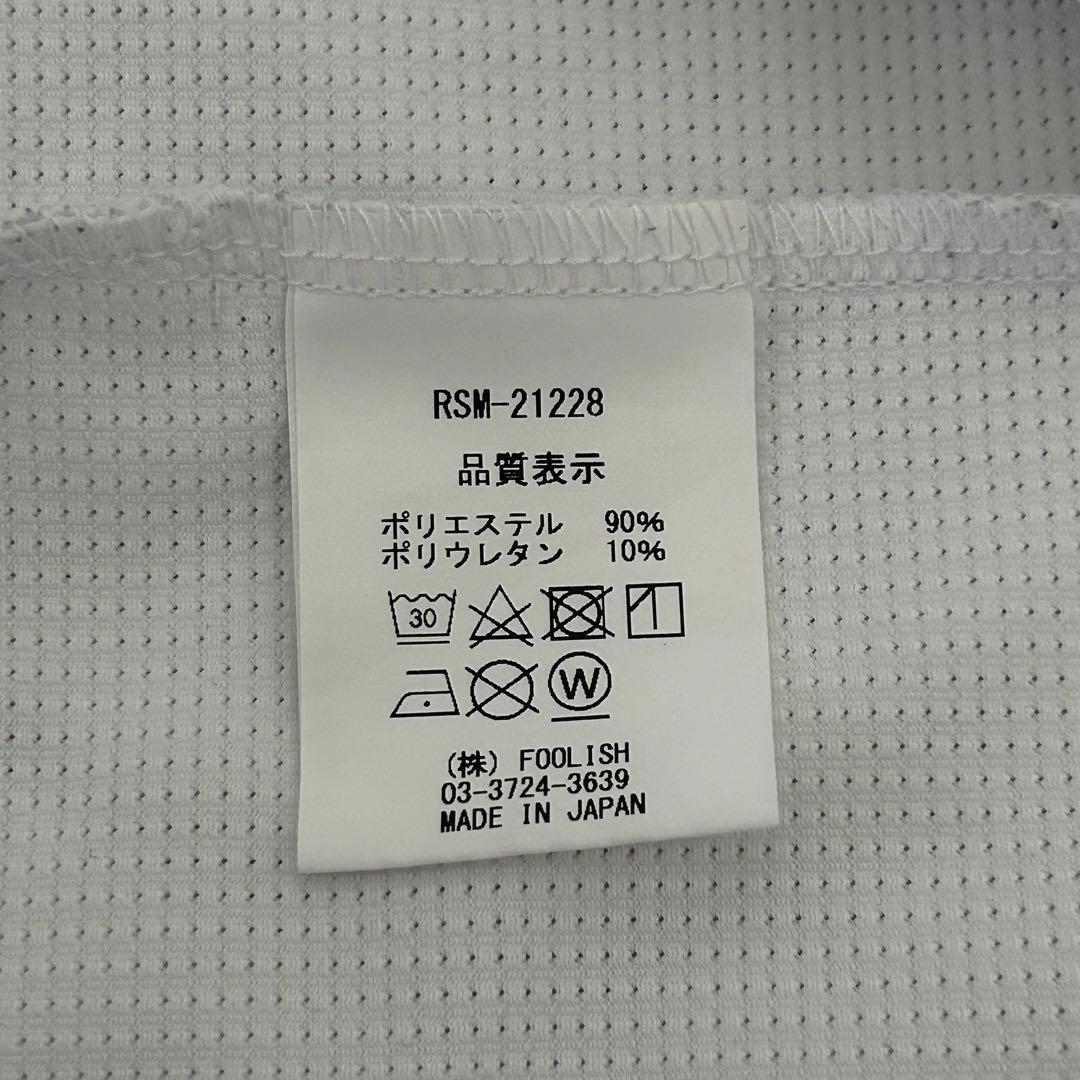 RSM-21228
品質表示
ポリエステル 90%
ポリウレタン 10%
30
W
(株) FOOLISH
03-3724-3639
MADE IN JAPAN